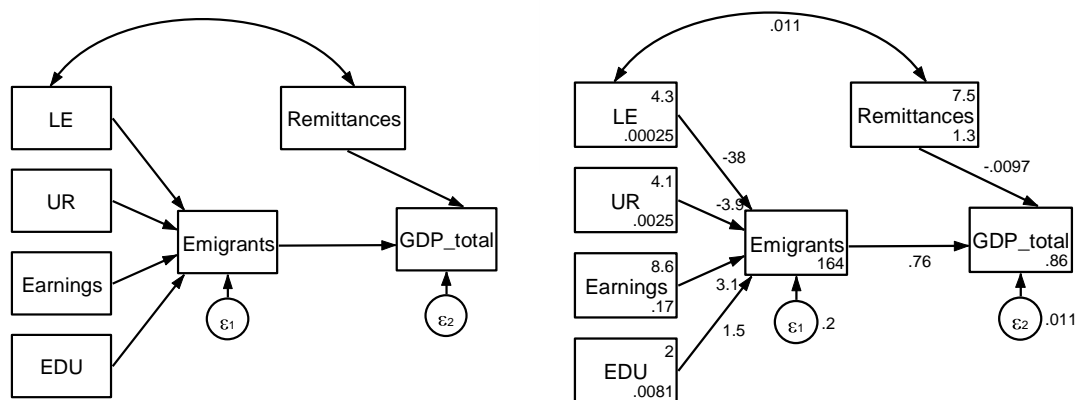 LE
Remittances
UR
Emigrants
GDP_total
Earnings
ε1
ε2
EDU
.011
4.3
LE
.00025
7.5
Remittances
1.3
-38
-.0097
4.1
UR
.0025
-3.9
Emigrants
164
.76
GDP_total
.86
8.6
Earnings
.17
3.1
ε1
.2
ε2
.011
1.5
2
EDU
.0081